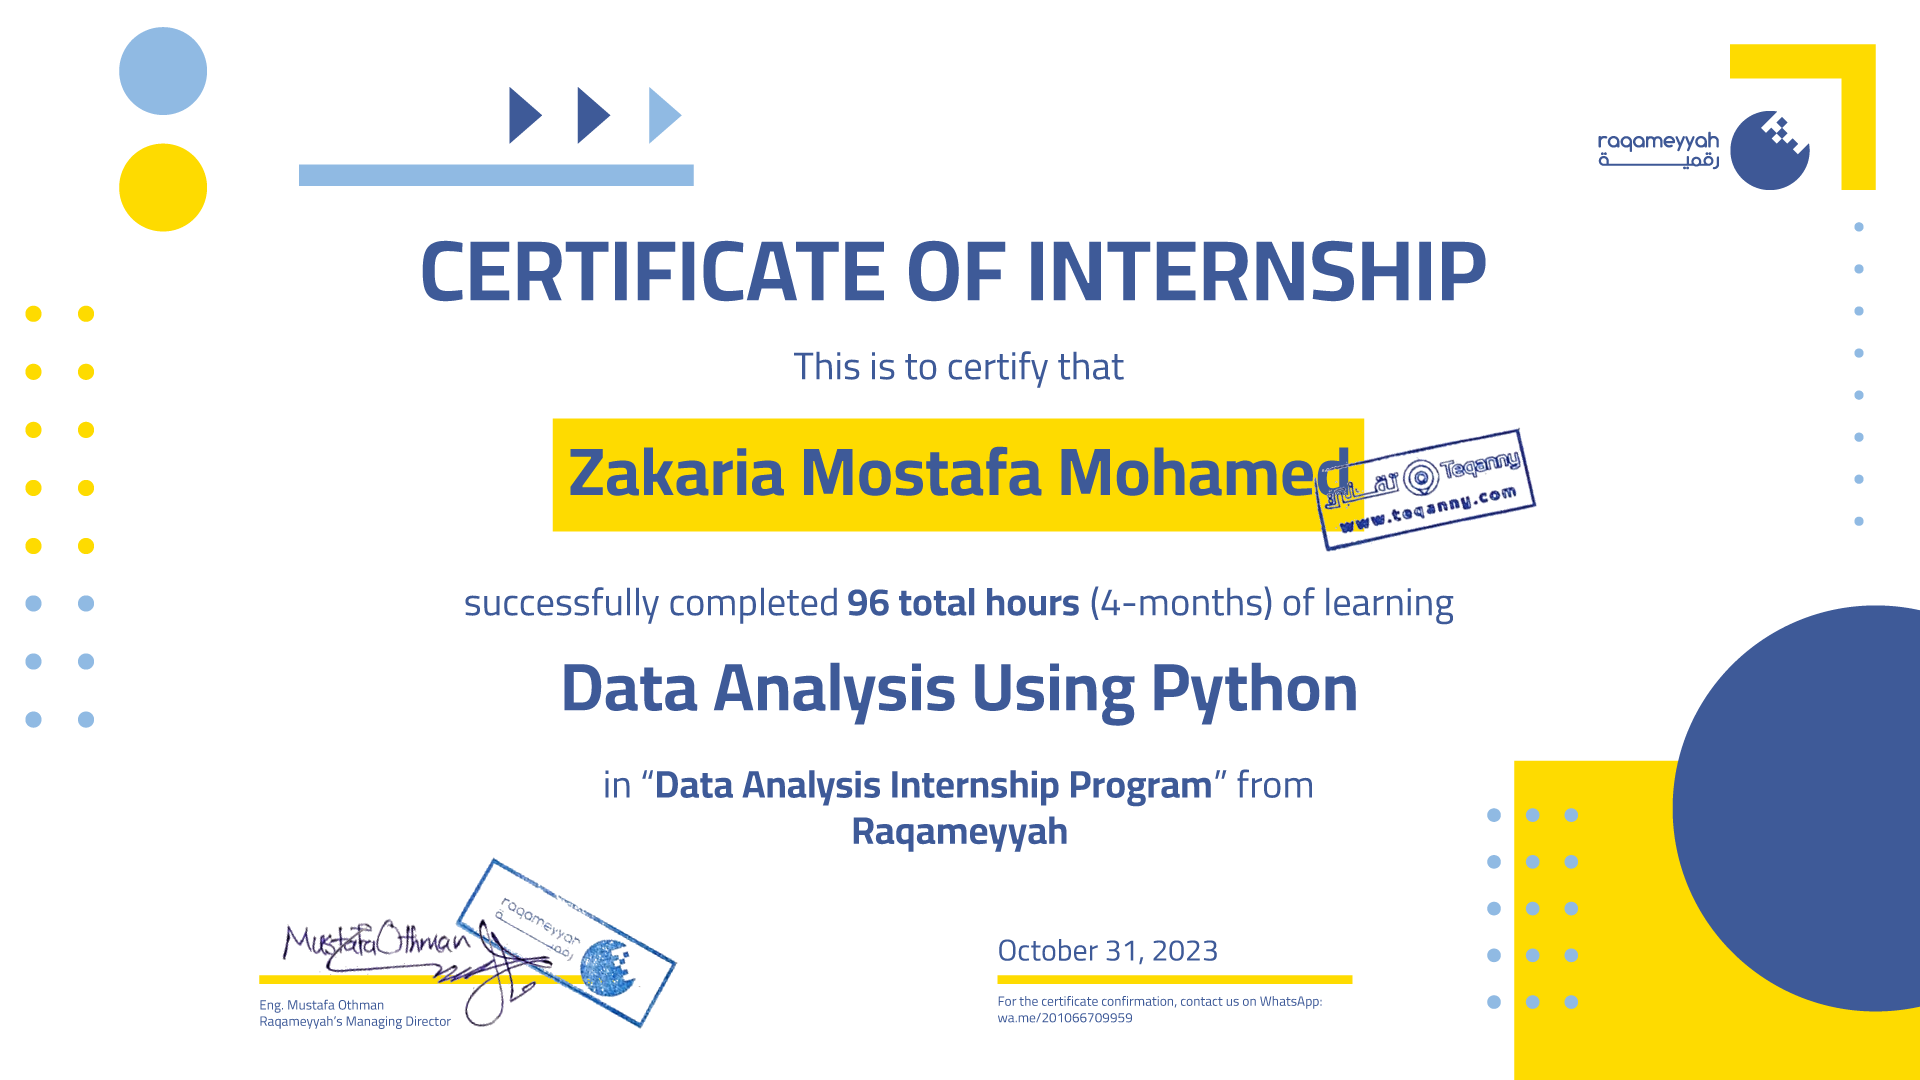 raqameyyah
رقمية
CERTIFICATE OF INTERNSHIP
This is to certify that
Zakaria Mostafa Mohamed
تقني Teqanny
www.teqanny.com
successfully completed 96 total hours (4-months) of learning
Data Analysis Using Python
in “Data Analysis Internship Program” from
Raqameyyah
raqameyyah
رقمية
Mustafa Othman
Eng. Mustafa Othman
Raqameyyah’s Managing Director
October 31, 2023
For the certificate confirmation, contact us on WhatsApp:
wa.me/201066709959